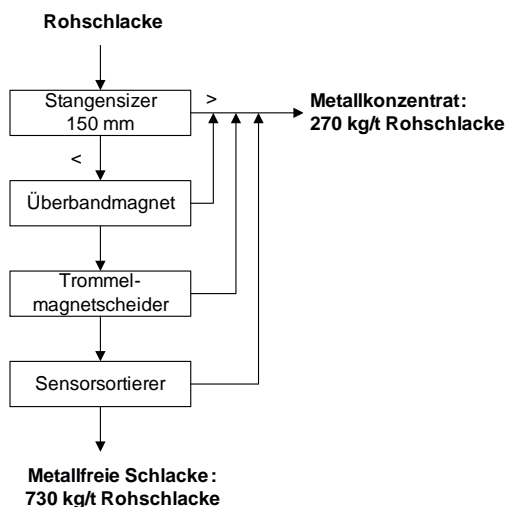 Rohschlacke
Stangensizer
150 mm
>
Metallkonzentrat:
270 kg/t Rohschlacke
<
Überbandmagnet
Trommel-
magnetscheider
Sensorsortierer
Metallfreie Schlacke:
730 kg/t Rohschlacke